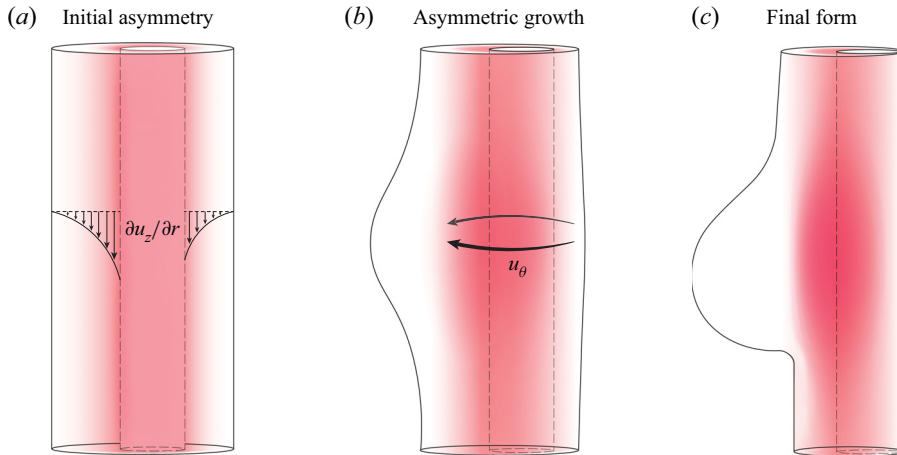 (a) Initial asymmetry
(b) Asymmetric growth
(c) Final form
∂u_z/∂r
u_θ